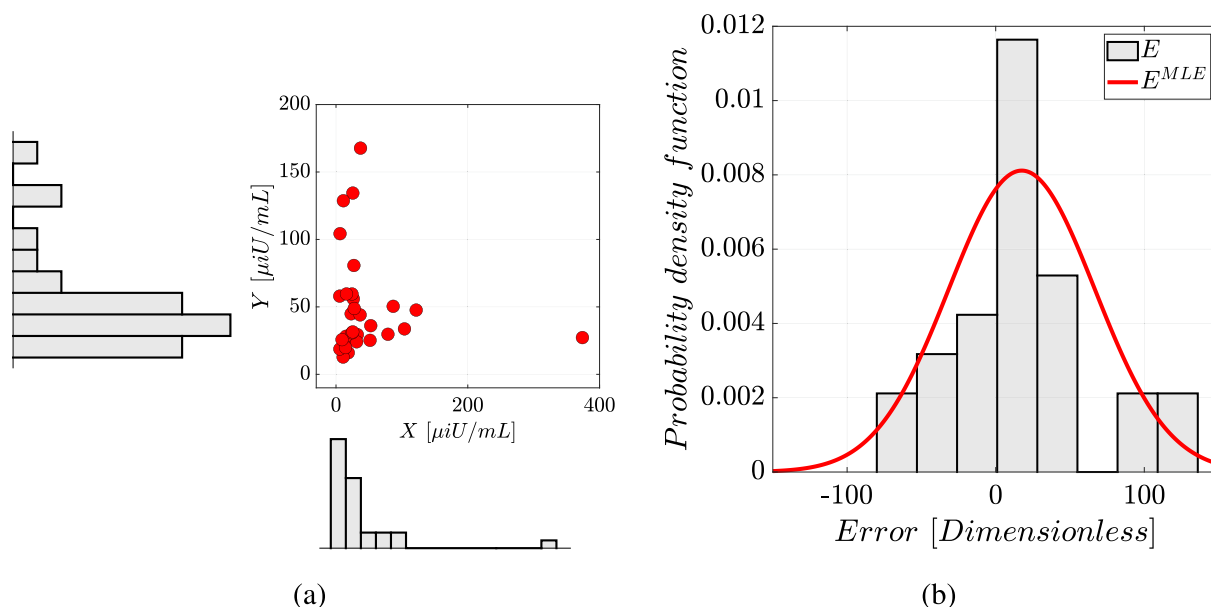 200
150
100
50
0
Y [μiU/mL]
0 200 400
X [μiU/mL]
(a)
0.012
0.01
0.008
0.006
0.004
0.002
0
Probability density function
E
E^{MLE}
-100 0 100
Error [Dimensionless]
(b)